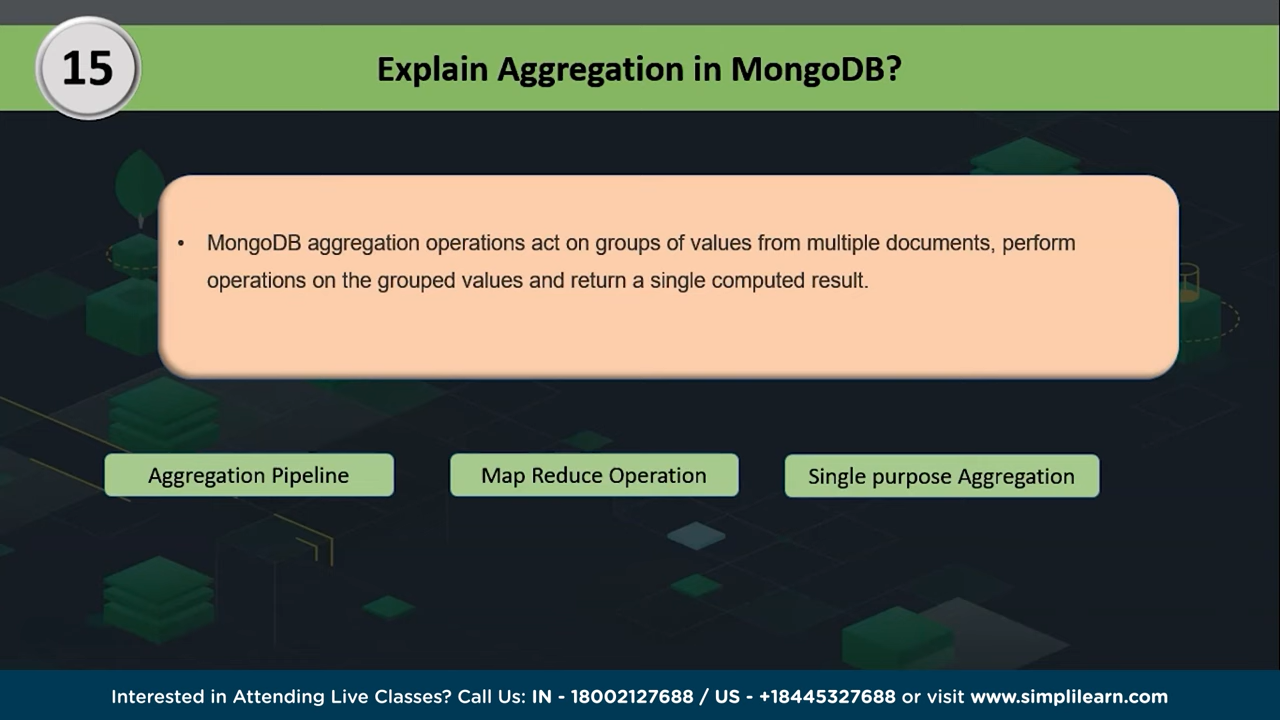 15
Explain Aggregation in MongoDB?
• MongoDB aggregation operations act on groups of values from multiple documents, perform
operations on the grouped values and return a single computed result.
Aggregation Pipeline
Map Reduce Operation
Single purpose Aggregation
Interested in Attending Live Classes? Call Us: IN - 18002127688 / US - +18445327688 or visit www.simplilearn.com